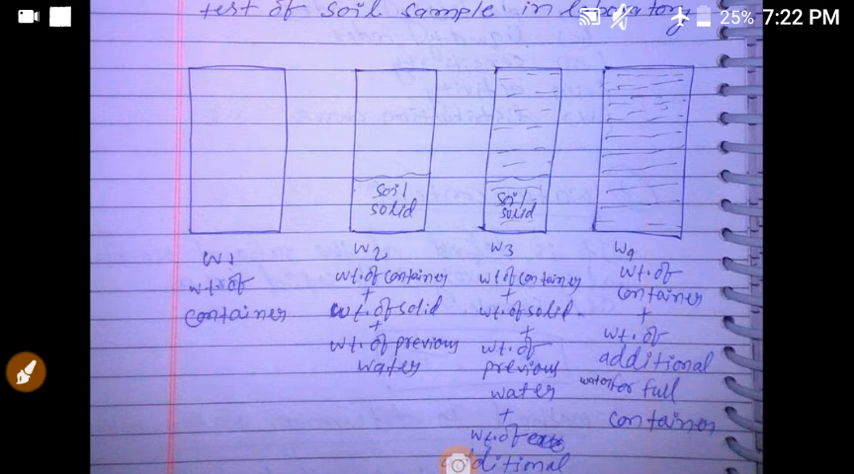 test of soil sample in laboratory
25% 7:22 PM
soil
solid
soil
solid
W1
wt. of
container
W2
wt. of container
+
wt. of solid
+
wt. of previous
water
W3
wt. of container
+
wt. of solid
+
wt. of
previous
water
+
wt. of
additional
W4
wt. of
container
+
wt. of
additional
water for full
container